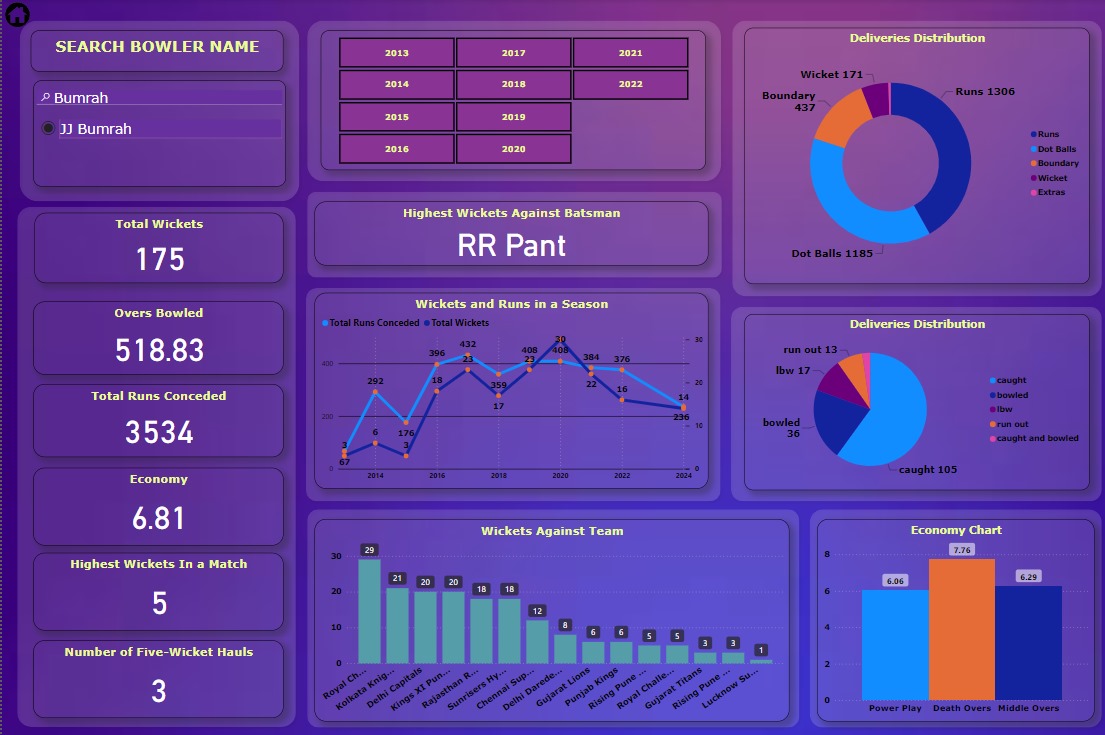 SEARCH BOWLER NAME
Bumrah
JJ Bumrah
Total Wickets
175
Overs Bowled
518.83
Total Runs Conceded
3534
Economy
6.81
Highest Wickets In a Match
5
Number of Five-Wicket Hauls
3
2013 2017 2021
2014 2018 2022
2015 2019
2016 2020
Highest Wickets Against Batsman
RR Pant
Wickets and Runs in a Season
Total Runs Conceded Total Wickets
400
200
0
30
20
10
0
67
292
176
396
432
359
408
408
384
376
236
3
6
3
18
23
17
23
30
22
16
14
2014 2016 2018 2020 2022 2024
Deliveries Distribution
Wicket 171
Runs 1306
Boundary
437
Dot Balls 1185
Runs
Dot Balls
Boundary
Wicket
Extras
Deliveries Distribution
run out 13
lbw 17
bowled
36
caught 105
caught
bowled
lbw
run out
caught and bowled
Wickets Against Team
30
20
10
0
29 21 20 20 18 18 12 8 6 6 5 5 3 3 1
Royal Ch...
Kolkata Knig...
Delhi Capitals
Kings XI Pun...
Rajasthan R...
Sunrisers Hy...
Chennai Sup...
Delhi Darede...
Gujarat Lions
Punjab Kings
Rising Pune ...
Royal Challe...
Gujarat Titans
Rising Pune ...
Lucknow Su...
Economy Chart
8
6
4
2
0
6.06
7.76
6.29
Power Play Death Overs Middle Overs